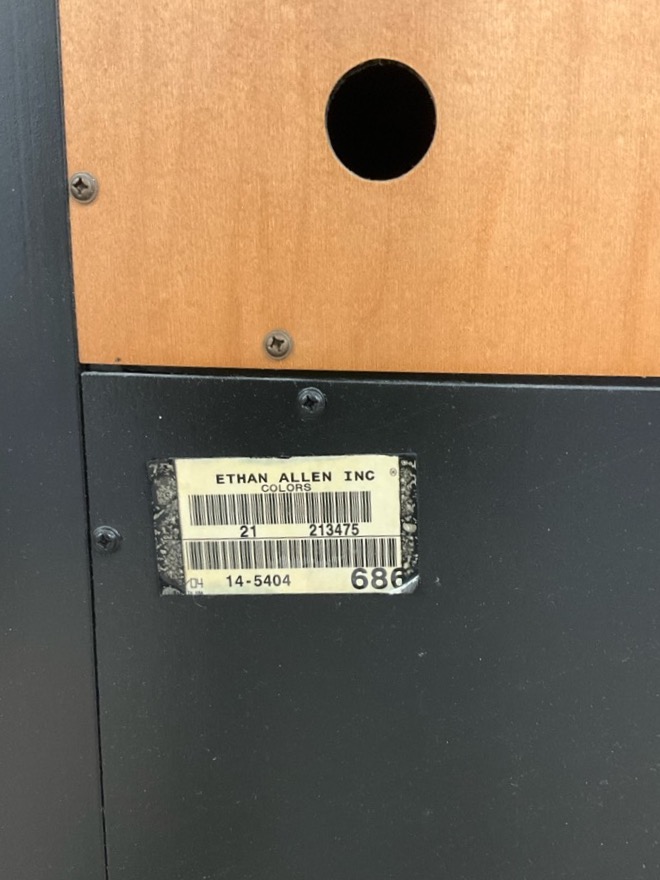 ETHAN ALLEN INC ®
COLORS
21 213475
14-5404 686